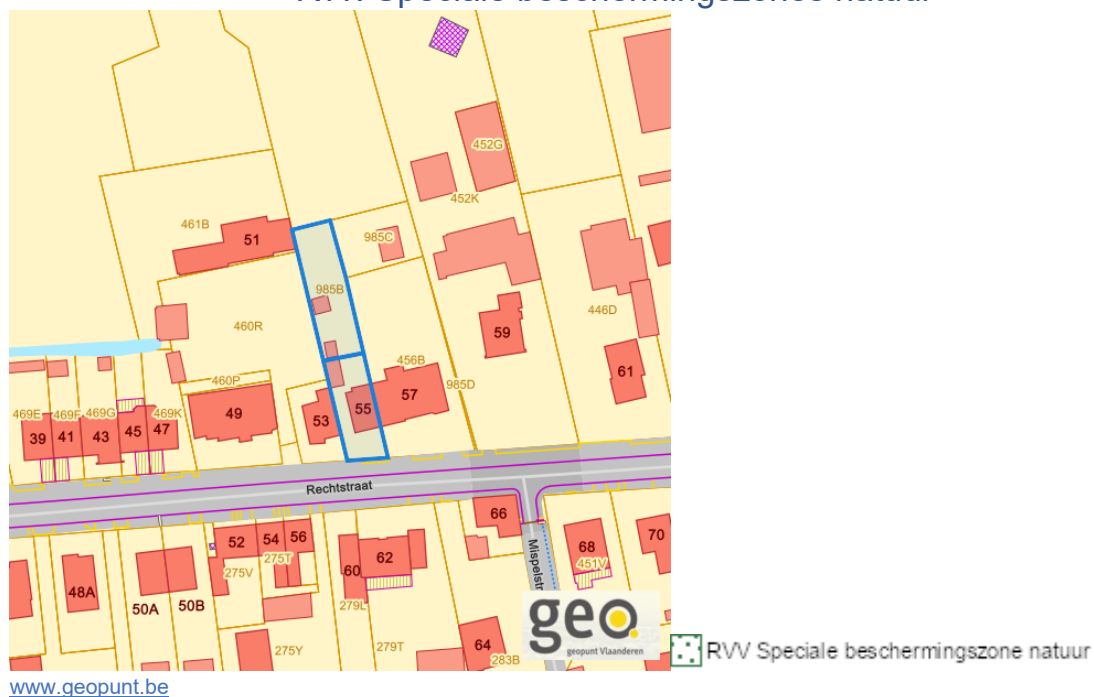 RVV Speciale beschermingszones natuur
452G
452K
461B
51
985C
985B
460R
59
446D
456B
985D
61
460P
57
55
53
49
469E 469F 469G 469K
39 41 43 45 47
Rechtstraat
66
52 54 56
275V 275T
62
60
68
451V
70
Mispelstr
48A
50A 50B
279L
275Y
279T
64
283B
geo
geopunt Vlaanderen
RVV Speciale beschermingszone natuur
www.geopunt.be